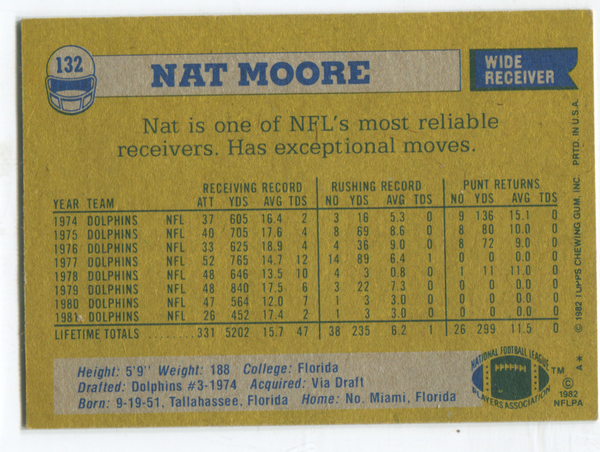 132
NAT MOORE
WIDE
RECEIVER
Nat is one of NFL's most reliable
receivers. Has exceptional moves.
RECEIVING RECORD RUSHING RECORD PUNT RETURNS
YEAR TEAM ATT YDS AVG TDS NO YDS AVG TDS NO YDS AVG TDS
1974 DOLPHINS NFL 37 605 16.4 2 3 16 5.3 0 9 136 15.1 0
1975 DOLPHINS NFL 40 705 17.6 4 8 69 8.6 0 8 80 10.0 0
1976 DOLPHINS NFL 33 625 18.9 4 4 36 9.0 0 8 72 9.0 0
1977 DOLPHINS NFL 52 765 14.7 12 14 89 6.4 1 0 0 0.0 0
1978 DOLPHINS NFL 48 646 13.5 10 4 3 0.8 0 1 11 11.0 0
1979 DOLPHINS NFL 48 840 17.5 6 3 22 7.3 0 0 0 0.0 0
1980 DOLPHINS NFL 47 564 12.0 7 1 3 3.0 0 0 0 0.0 0
1981 DOLPHINS NFL 26 452 17.4 2 1 3 3.0 0 0 0 0.0 0
LIFETIME TOTALS ........ 331 5202 15.7 47 38 235 6.2 1 26 299 11.5 0
Height: 5'9" Weight: 188 College: Florida
Drafted: Dolphins #3-1974 Acquired: Via Draft
Born: 9-19-51, Tallahassee, Florida Home: No. Miami, Florida
NATIONAL FOOTBALL LEAGUE
PLAYERS ASSOCIATION
TM
©
1982
NFLPA
A*
© 1982 TOPPS CHEWING GUM, INC. PRTD. IN U.S.A.